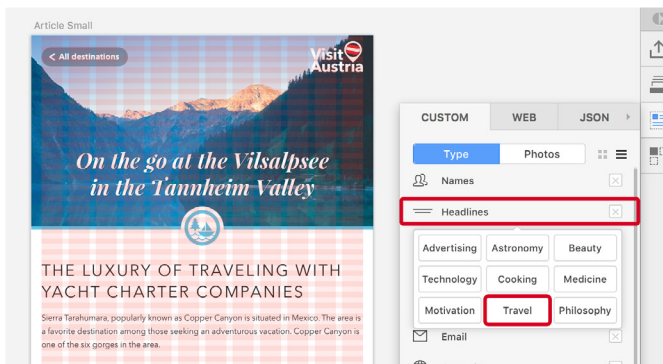 Article Small
< All destinations
Visit
Austria
On the go at the Vilsalpsee
in the Tannheim Valley
THE LUXURY OF TRAVELING WITH
YACHT CHARTER COMPANIES
Sierra Tarahumara, popularly known as Copper Canyon is situated in Mexico. The area is
a favorite destination among those seeking an adventurous vacation. Copper Canyon is
one of the six gorges in the area.
CUSTOM WEB JSON
Type Photos
Names
Headlines
Advertising Astronomy Beauty
Technology Cooking Medicine
Motivation Travel Philosophy
Email